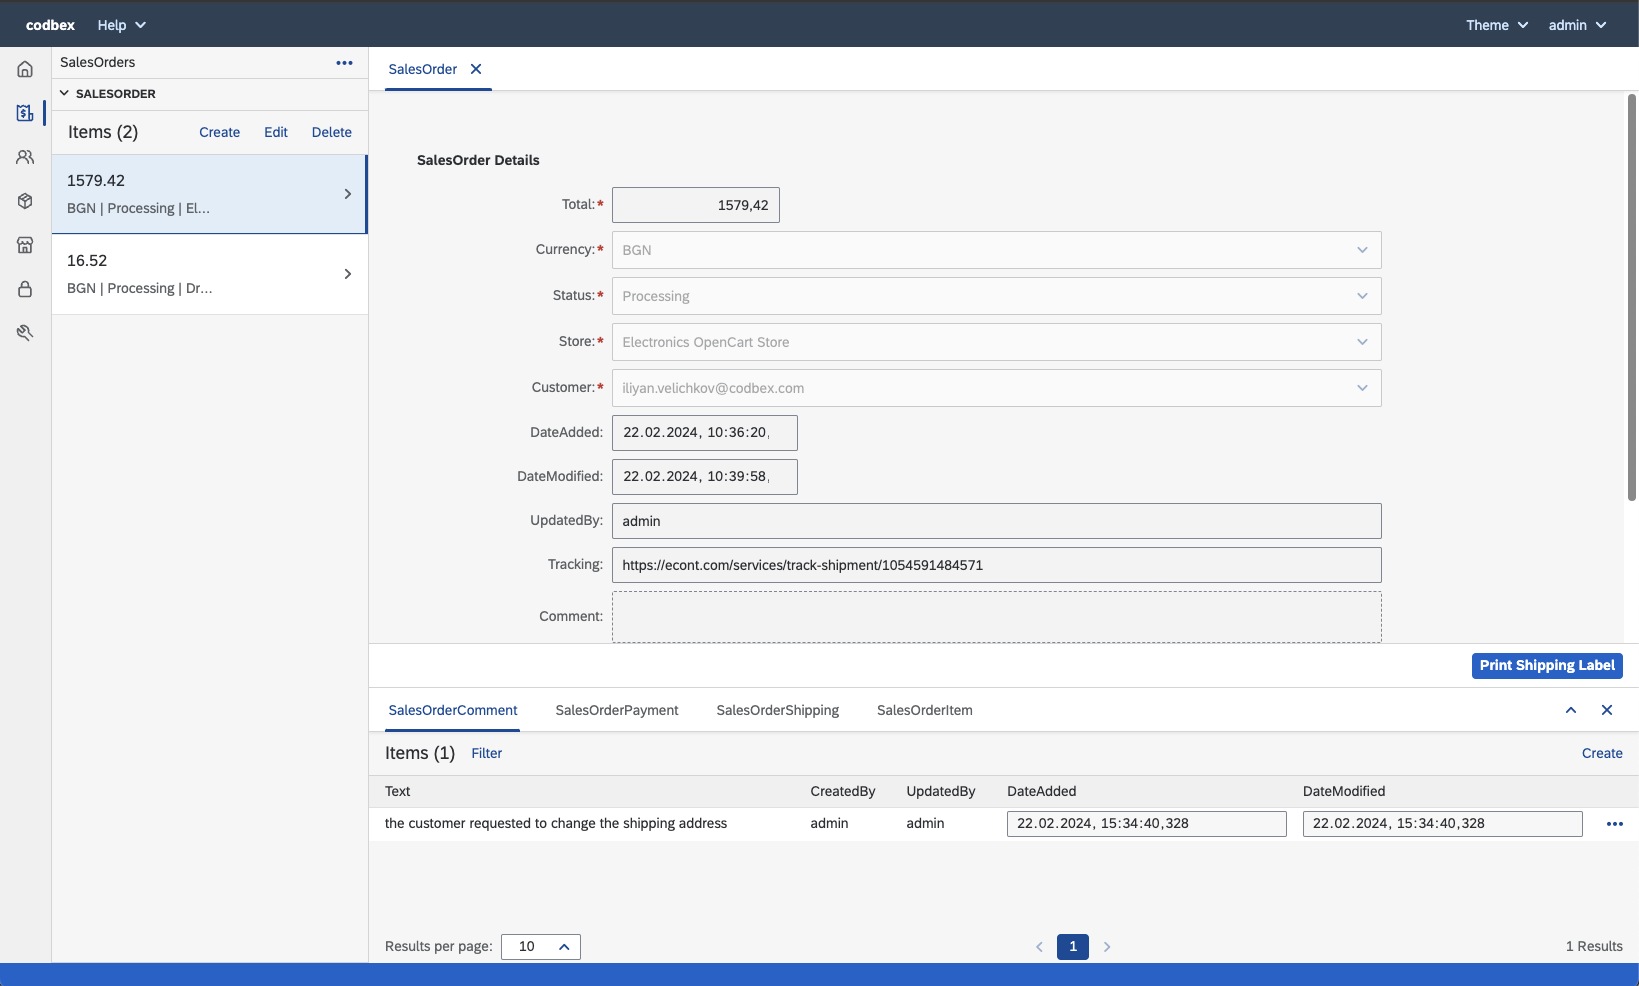 codbex Help Theme admin
SalesOrders
SalesOrder
SALESORDER
Items (2) Create Edit Delete
1579.42
BGN | Processing | El...
16.52
BGN | Processing | Dr...
SalesOrder Details
Total:* 1579,42
Currency:* BGN
Status:* Processing
Store:* Electronics OpenCart Store
Customer:* iliyan.velichkov@codbex.com
DateAdded: 22.02.2024, 10:36:20,
DateModified: 22.02.2024, 10:39:58,
UpdatedBy: admin
Tracking: https://econt.com/services/track-shipment/1054591484571
Comment:
Print Shipping Label
SalesOrderComment SalesOrderPayment SalesOrderShipping SalesOrderItem
Items (1) Filter Create
Text CreatedBy UpdatedBy DateAdded DateModified
the customer requested to change the shipping address admin admin 22.02.2024, 15:34:40,328 22.02.2024, 15:34:40,328
Results per page: 10 1 1 Results